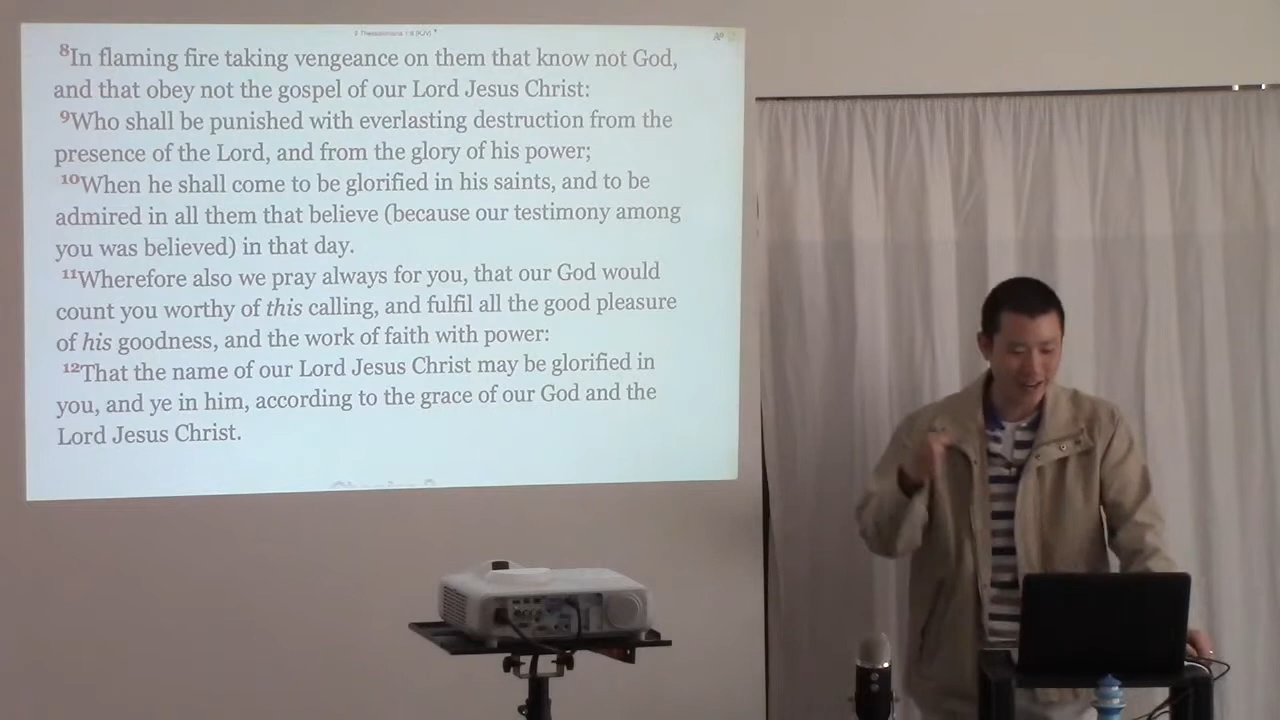 2 Thessalonians 1:8 (KJV)
⁸In flaming fire taking vengeance on them that know not God,
and that obey not the gospel of our Lord Jesus Christ:
⁹Who shall be punished with everlasting destruction from the
presence of the Lord, and from the glory of his power;
¹⁰When he shall come to be glorified in his saints, and to be
admired in all them that believe (because our testimony among
you was believed) in that day.
¹¹Wherefore also we pray always for you, that our God would
count you worthy of this calling, and fulfil all the good pleasure
of his goodness, and the work of faith with power:
¹²That the name of our Lord Jesus Christ may be glorified in
you, and ye in him, according to the grace of our God and the
Lord Jesus Christ.